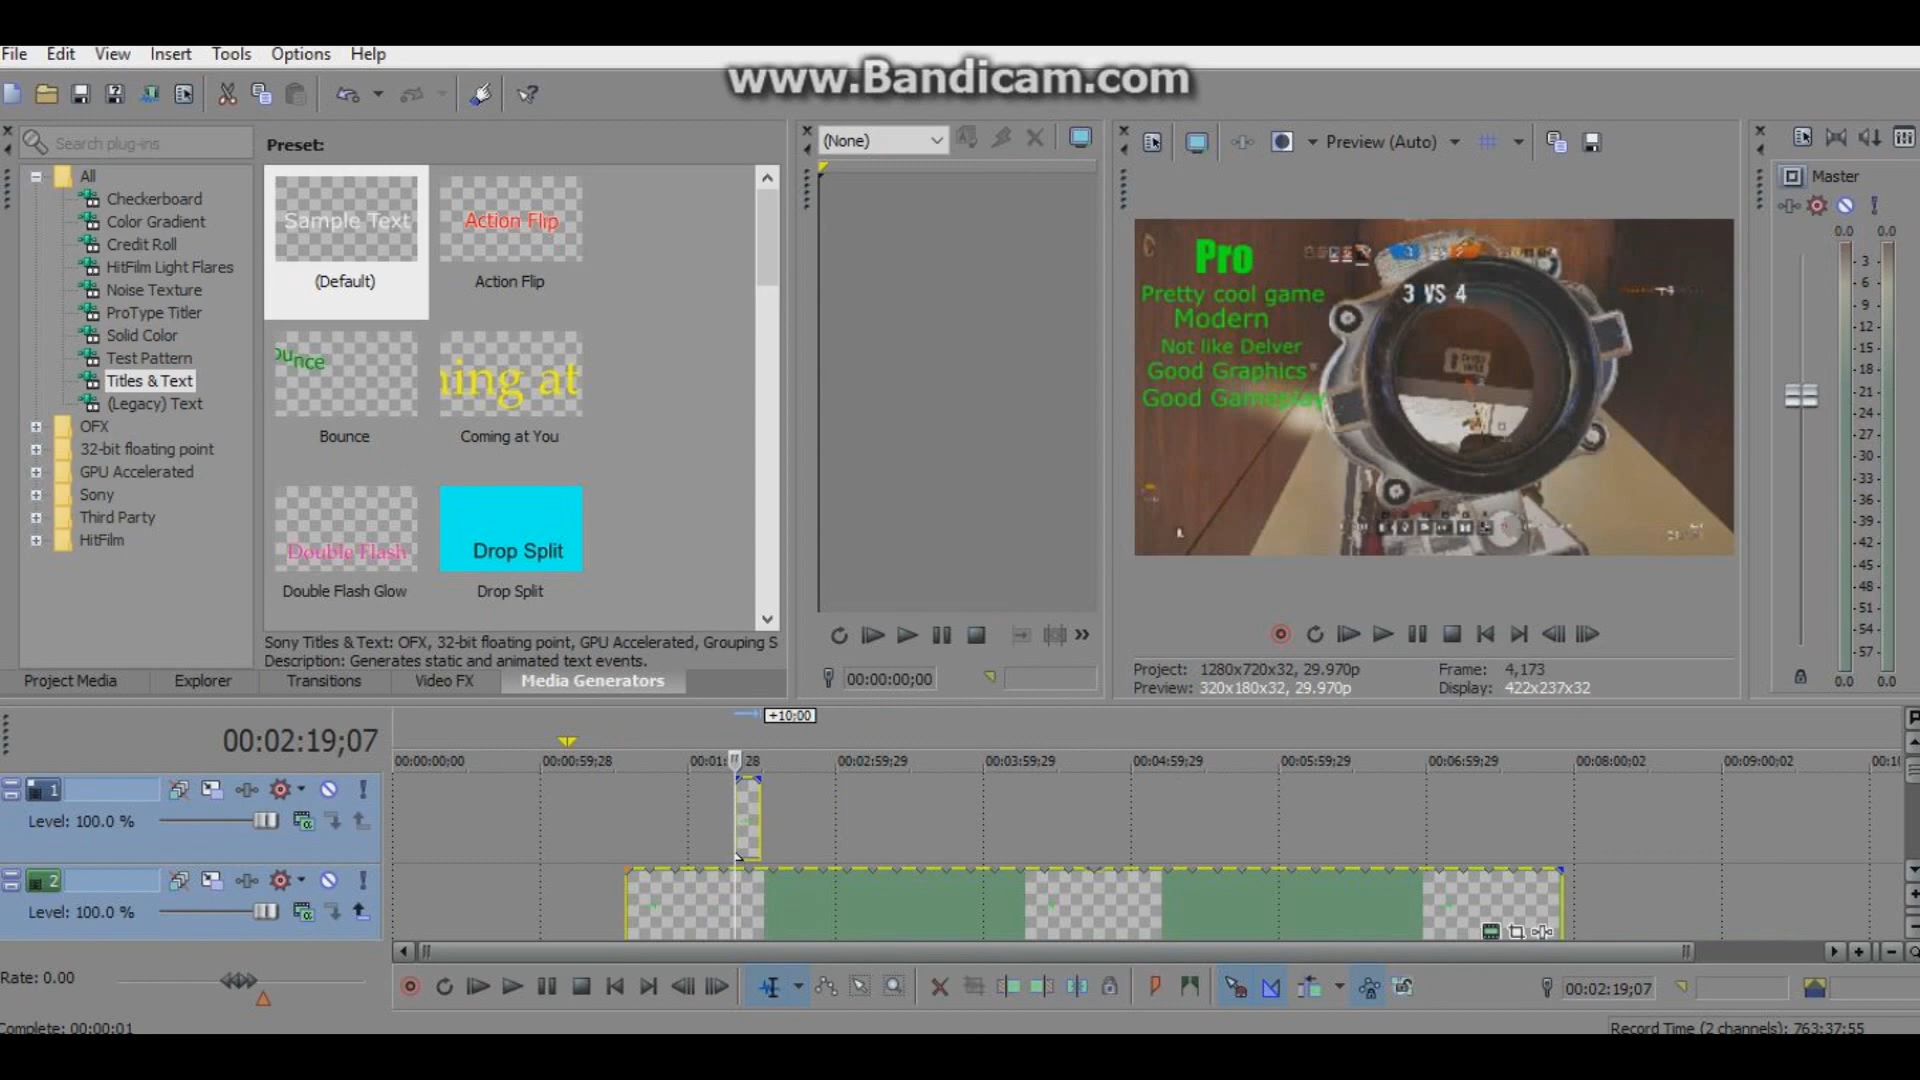 www.Bandicam.com
File Edit View Insert Tools Options Help
Search plug-ins
Preset:
All
Checkerboard
Color Gradient
Credit Roll
HitFilm Light Flares
Noise Texture
ProType Titler
Solid Color
Test Pattern
Titles & Text
(Legacy) Text
OFX
32-bit floating point
GPU Accelerated
Sony
Third Party
HitFilm
Sample Text
(Default)
Action Flip
Action Flip
ounce
Bounce
ning at
Coming at You
Double Flash
Double Flash Glow
Drop Split
Drop Split
Sony Titles & Text: OFX, 32-bit floating point, GPU Accelerated, Grouping S
Description: Generates static and animated text events.
Project Media Explorer Transitions Video FX Media Generators
(None)
00:00:00;00
Preview (Auto)
Pro
Pretty cool game
Modern
Not like Delver
Good Graphics
Good Gameplay
3 VS 4
Project: 1280x720x32, 29.970p Frame: 4,173
Preview: 320x180x32, 29.970p Display: 422x237x32
Master
0.0 0.0
3
6
9
12
15
18
21
24
27
30
33
36
39
42
45
48
51
54
57
0.0 0.0
+10:00
00:02:19;07
00:00:00;00 00:00:59;28 00:01: 28 00:02:59;29 00:03:59;29 00:04:59;29 00:05:59;29 00:06:59;29 00:08:00;02 00:09:00;02 00:1
1
Level: 100.0 %
2
Level: 100.0 %
Rate: 0.00
00:02:19;07
Complete: 00:00:01
Record Time (2 channels): 763:37:55